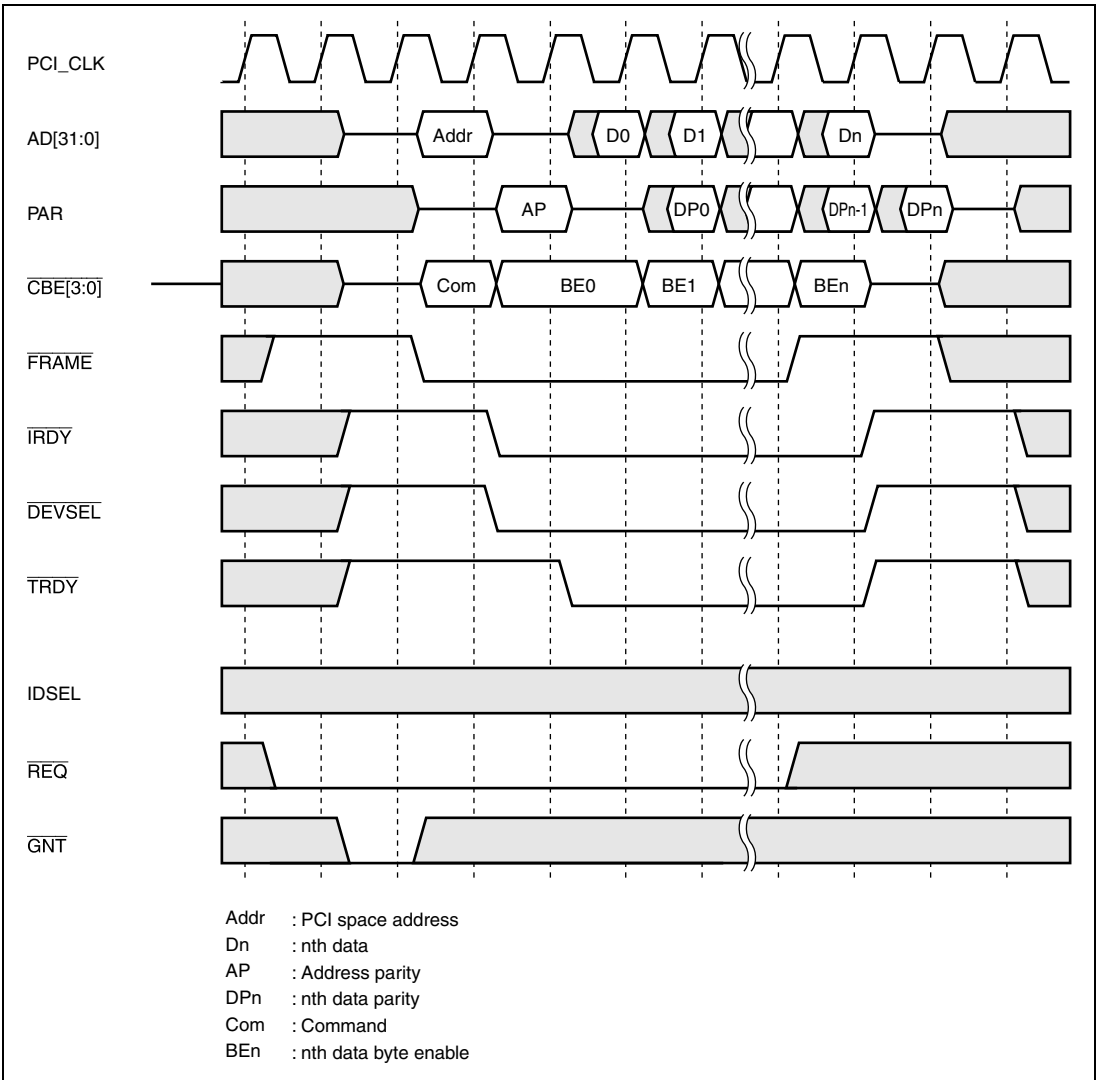 PCI_CLK
AD[31:0] Addr D0 D1 Dn
PAR AP DP0 DPn-1 DPn
CBE[3:0] Com BE0 BE1 BEn
FRAME
IRDY
DEVSEL
TRDY
IDSEL
REQ
GNT
Addr : PCI space address
Dn : nth data
AP : Address parity
DPn : nth data parity
Com : Command
BEn : nth data byte enable